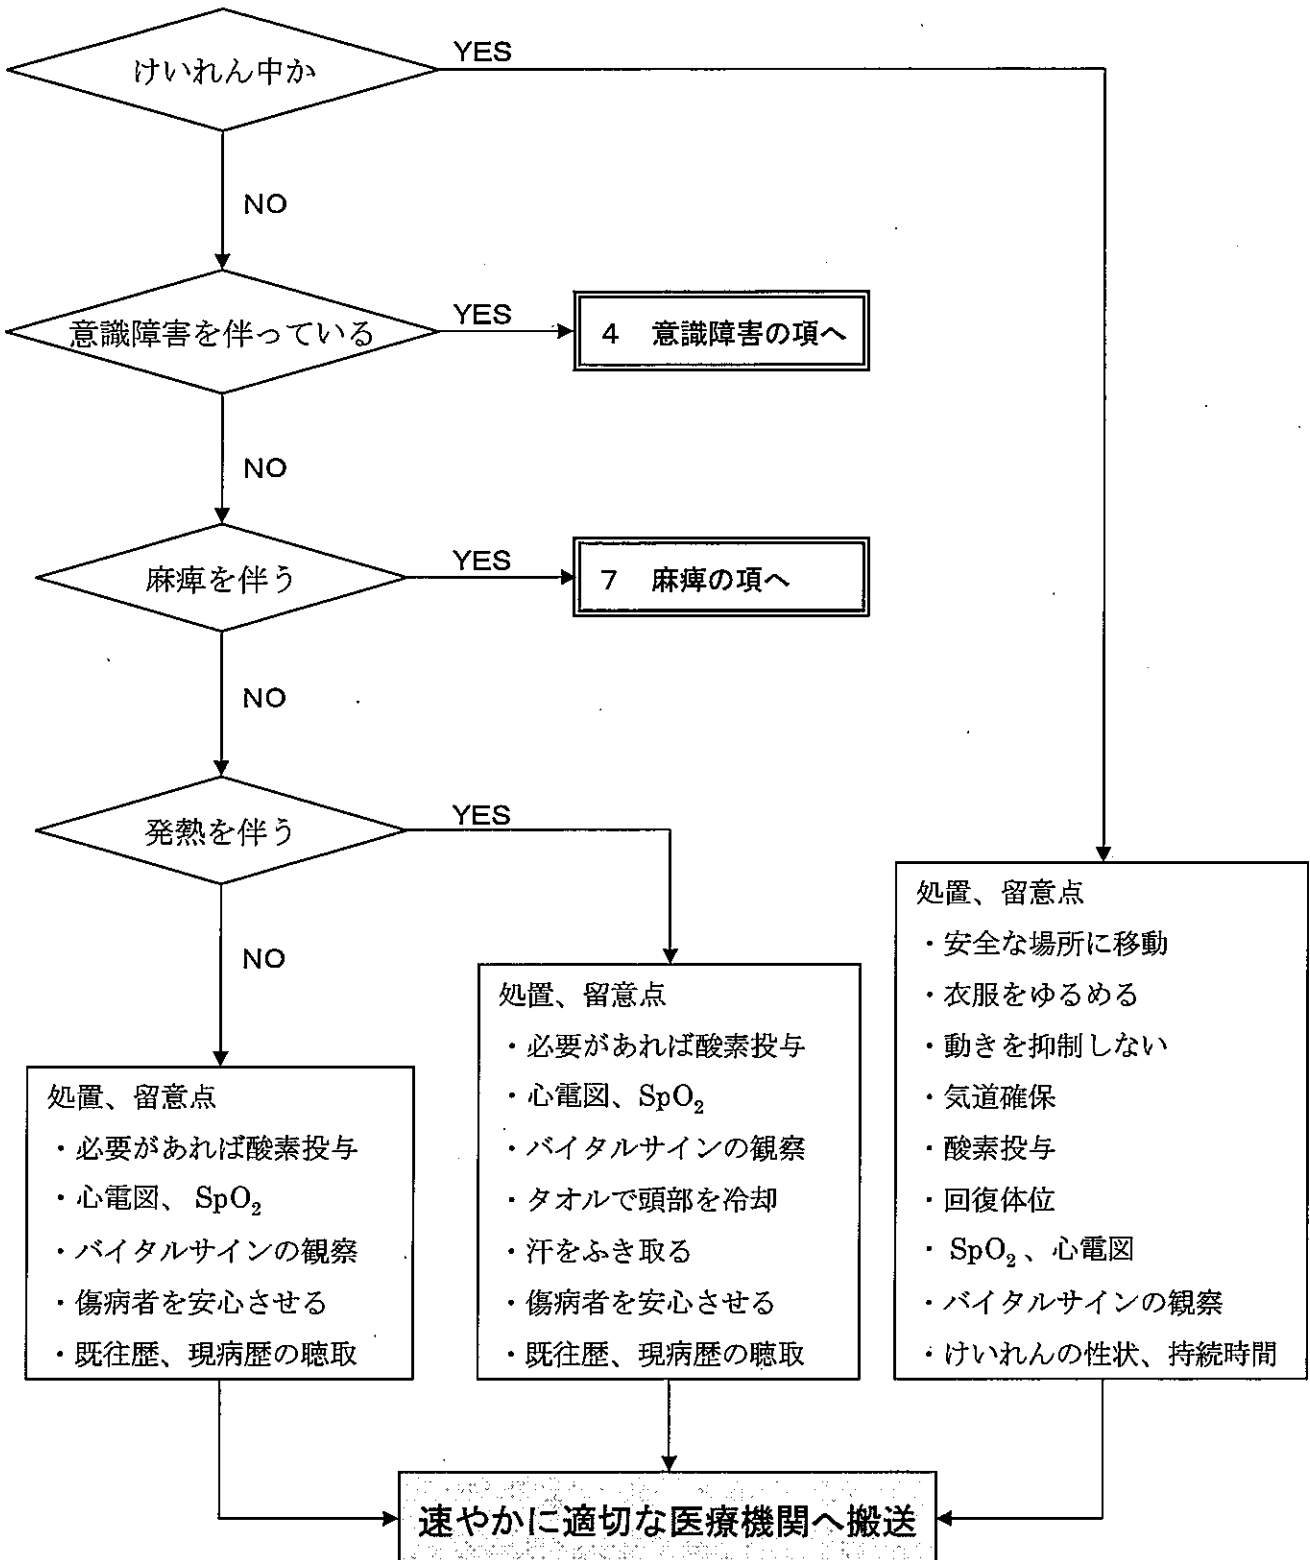 けいれん中か
YES
NO
意識障害を伴っている
YES
4 意識障害の項へ
NO
麻痺を伴う
YES
7 麻痺の項へ
NO
発熱を伴う
YES
NO
処置、留意点
・必要があれば酸素投与
・心電図、 SpO₂
・バイタルサインの観察
・傷病者を安心させる
・既往歴、現病歴の聴取
処置、留意点
・必要があれば酸素投与
・心電図、SpO₂
・バイタルサインの観察
・タオルで頭部を冷却
・汗をふき取る
・傷病者を安心させる
・既往歴、現病歴の聴取
処置、留意点
・安全な場所に移動
・衣服をゆるめる
・動きを抑制しない
・気道確保
・酸素投与
・回復体位
・ SpO₂ 、心電図
・バイタルサインの観察
・けいれんの性状、持続時間
速やかに適切な医療機関へ搬送